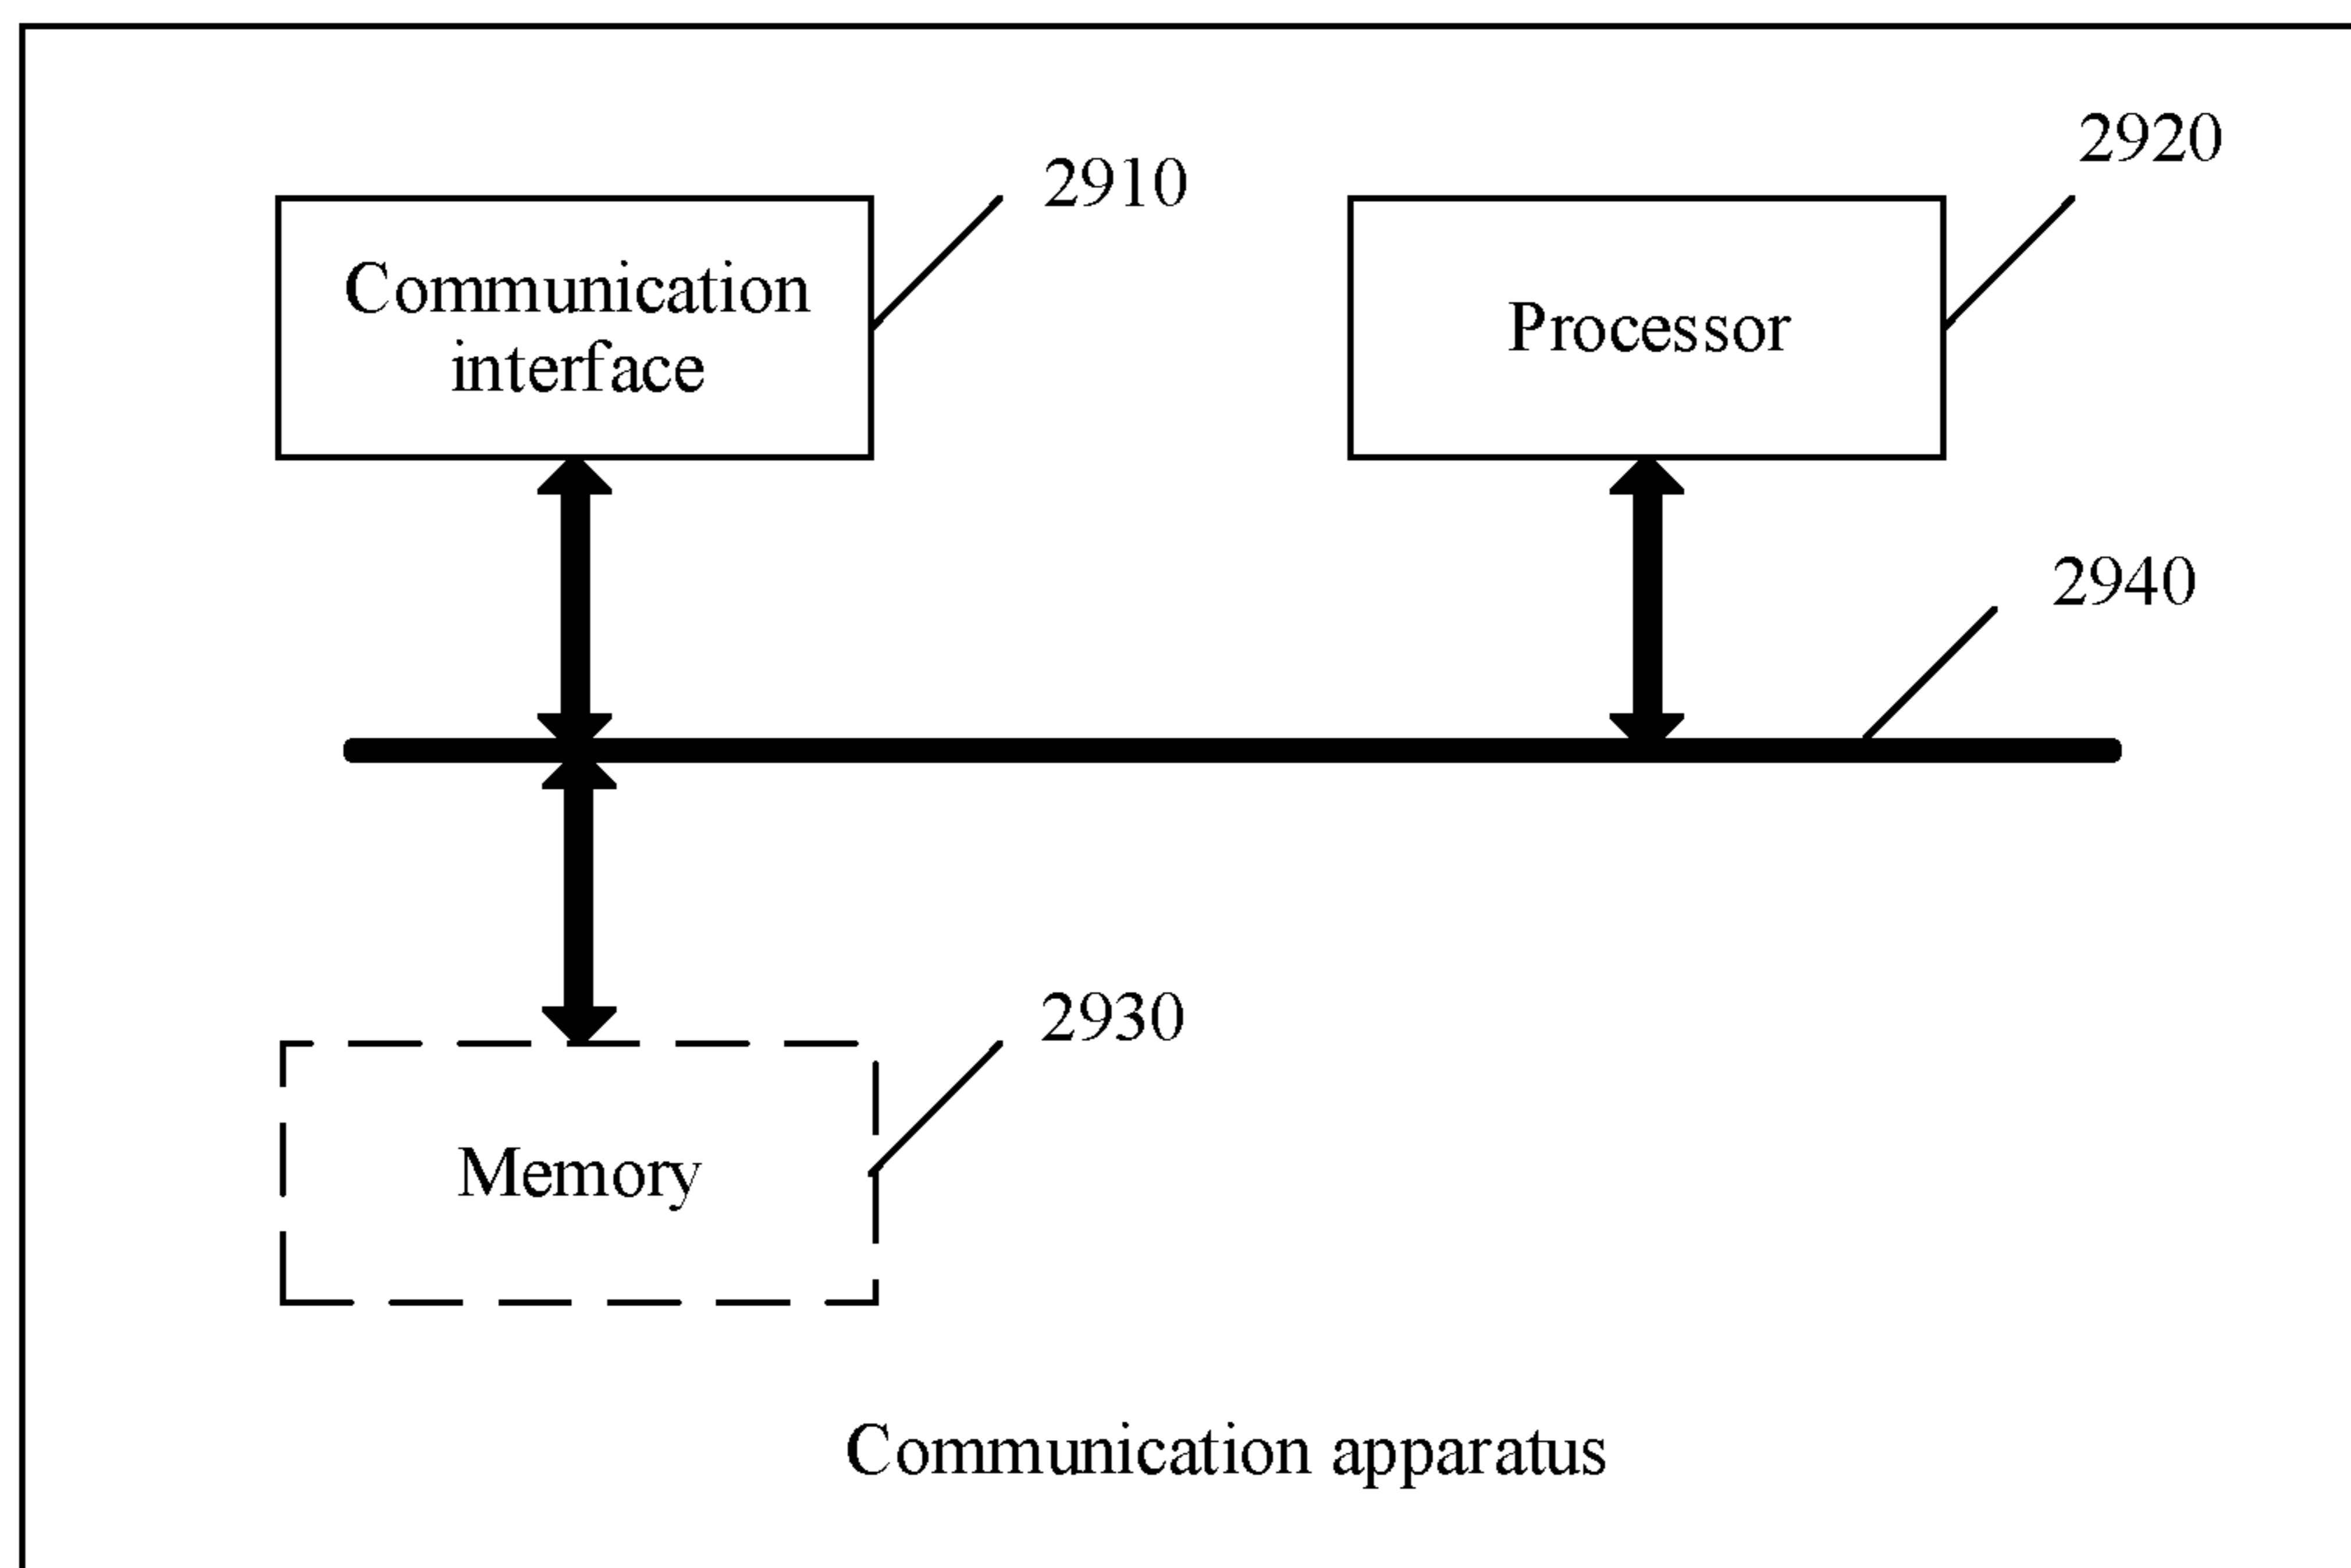 2910
2920
Communication
interface
Processor
2940
2930
Memory
Communication apparatus